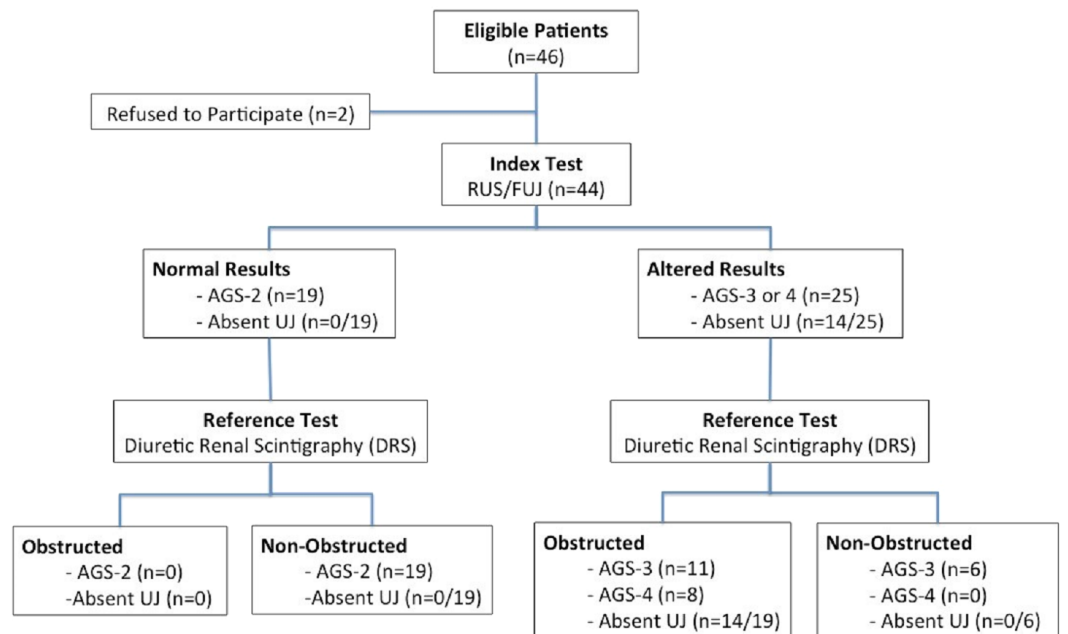 Eligible Patients
(n=46)
Refused to Participate (n=2)
Index Test
RUS/FUJ (n=44)
Normal Results
- AGS-2 (n=19)
- Absent UJ (n=0/19)
Altered Results
- AGS-3 or 4 (n=25)
- Absent UJ (n=14/25)
Reference Test
Diuretic Renal Scintigraphy (DRS)
Reference Test
Diuretic Renal Scintigraphy (DRS)
Obstructed
- AGS-2 (n=0)
-Absent UJ (n=0)
Non-Obstructed
- AGS-2 (n=19)
-Absent UJ (n=0/19)
Obstructed
- AGS-3 (n=11)
- AGS-4 (n=8)
- Absent UJ (n=14/19)
Non-Obstructed
- AGS-3 (n=6)
- AGS-4 (n=0)
- Absent UJ (n=0/6)